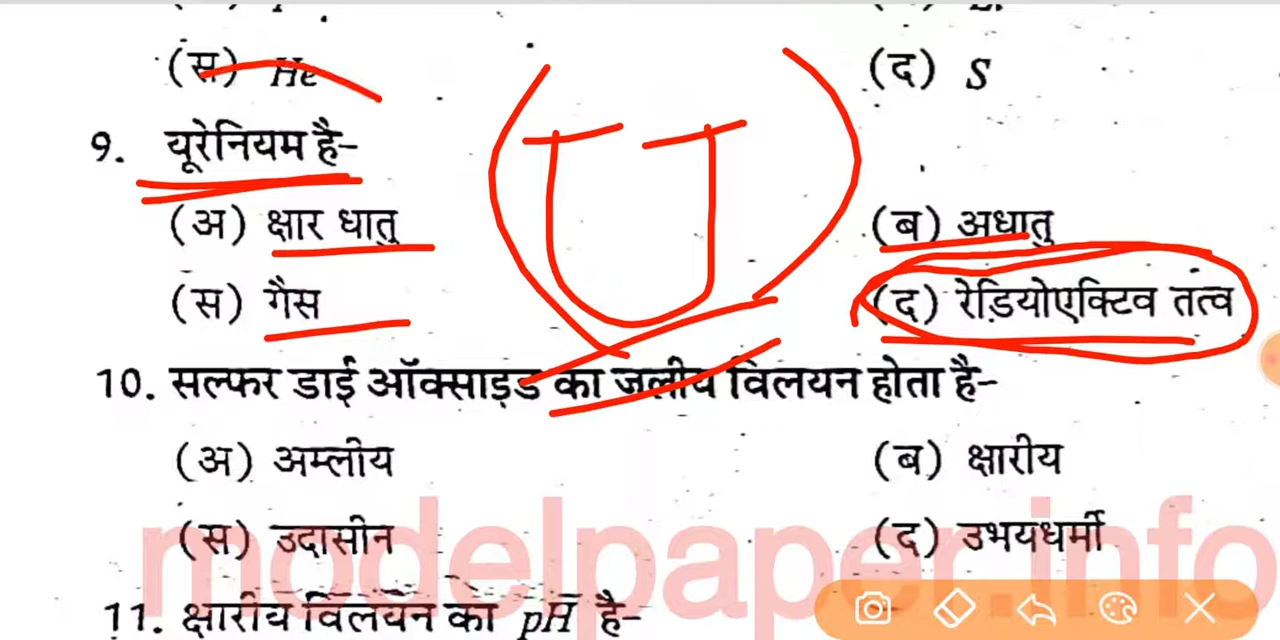 (स) He (द) S
9. यूरेनियम है-
(अ) क्षार धातु (ब) अधातु
U
(स) गैस (द) रेड़ियोएक्टिव तत्व
10. सल्फर डाई ऑक्साइड का जलीय विलयन होता है-
(अ) अम्लीय (ब) क्षारीय
(स) उदासीन (द) उभयधर्मी
modelpaper.info
11. क्षारीय विलयन का pH है-